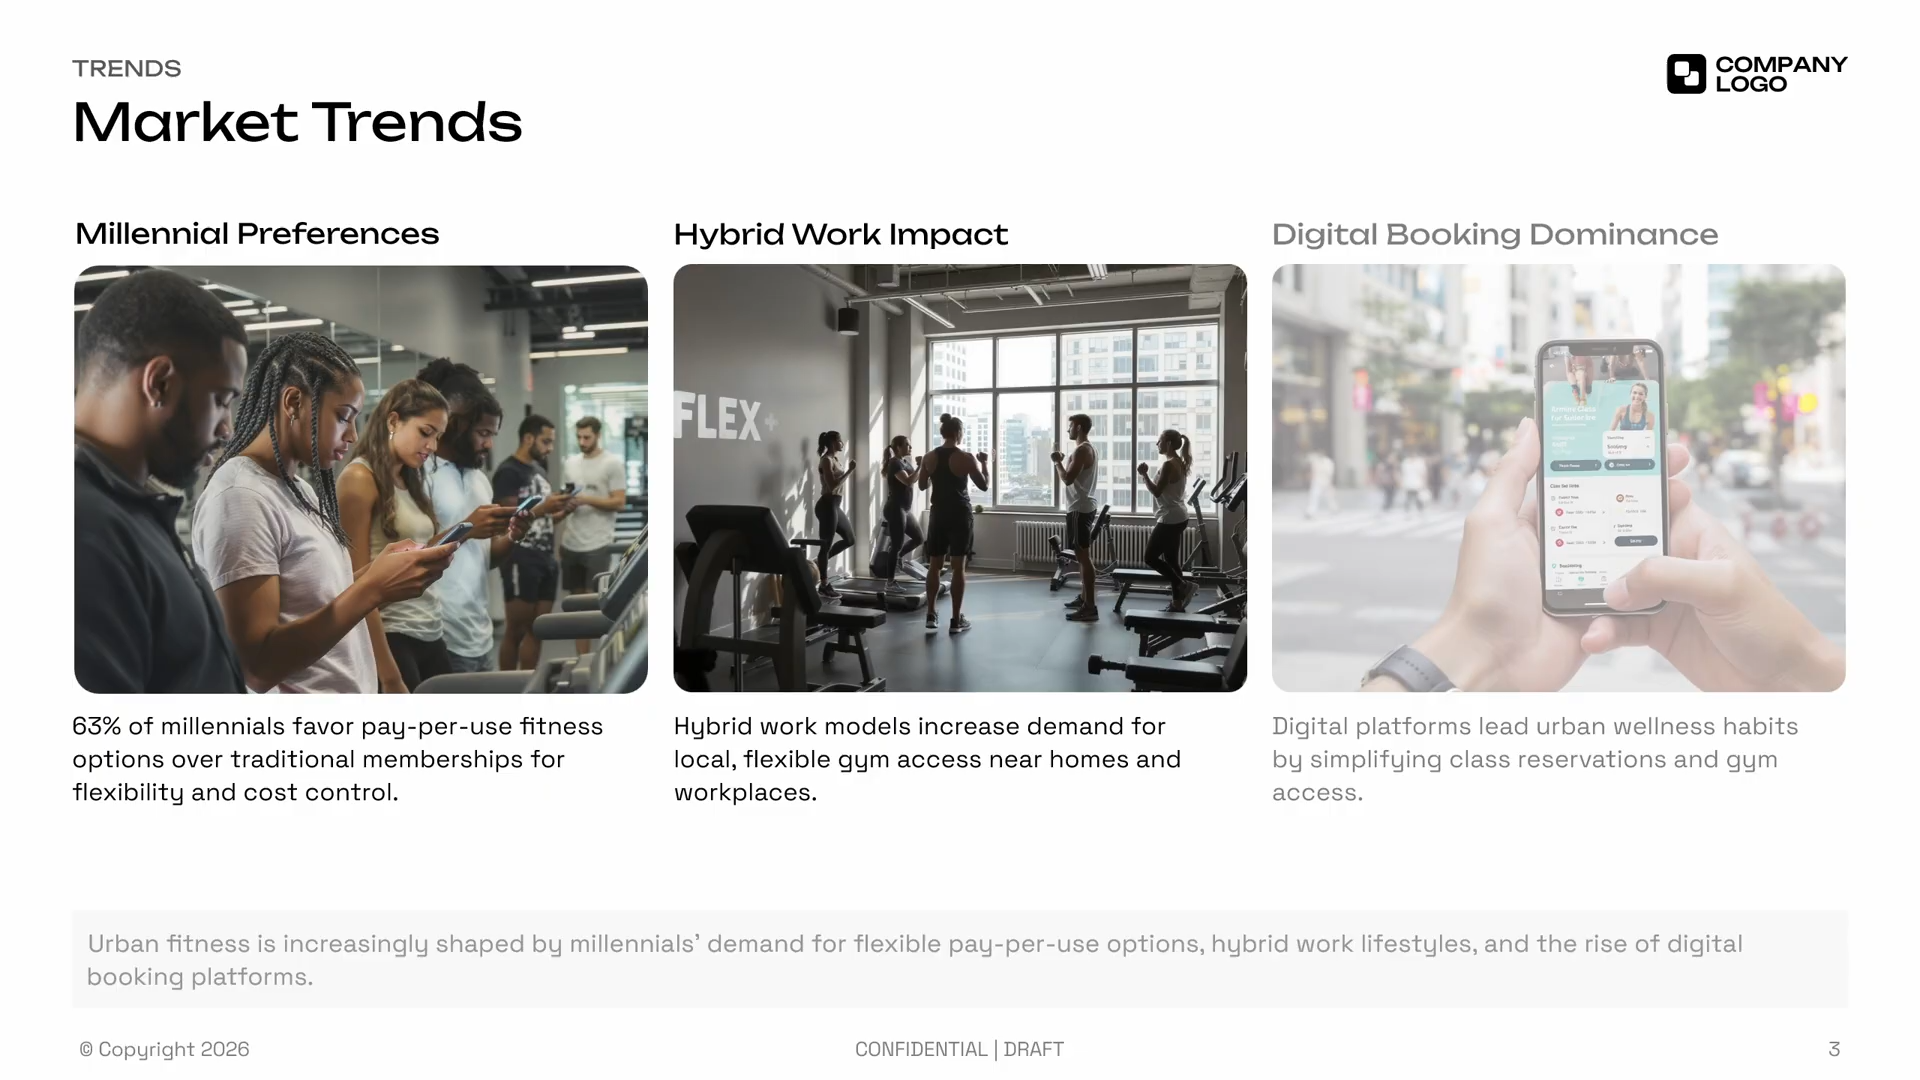 TRENDS
Market Trends
COMPANY
LOGO
Millennial Preferences
63% of millennials favor pay-per-use fitness
options over traditional memberships for
flexibility and cost control.
Hybrid Work Impact
FLEX+
Hybrid work models increase demand for
local, flexible gym access near homes and
workplaces.
Digital Booking Dominance
Digital platforms lead urban wellness habits
by simplifying class reservations and gym
access.
Urban fitness is increasingly shaped by millennials’ demand for flexible pay-per-use options, hybrid work lifestyles, and the rise of digital
booking platforms.
© Copyright 2026
CONFIDENTIAL | DRAFT
3